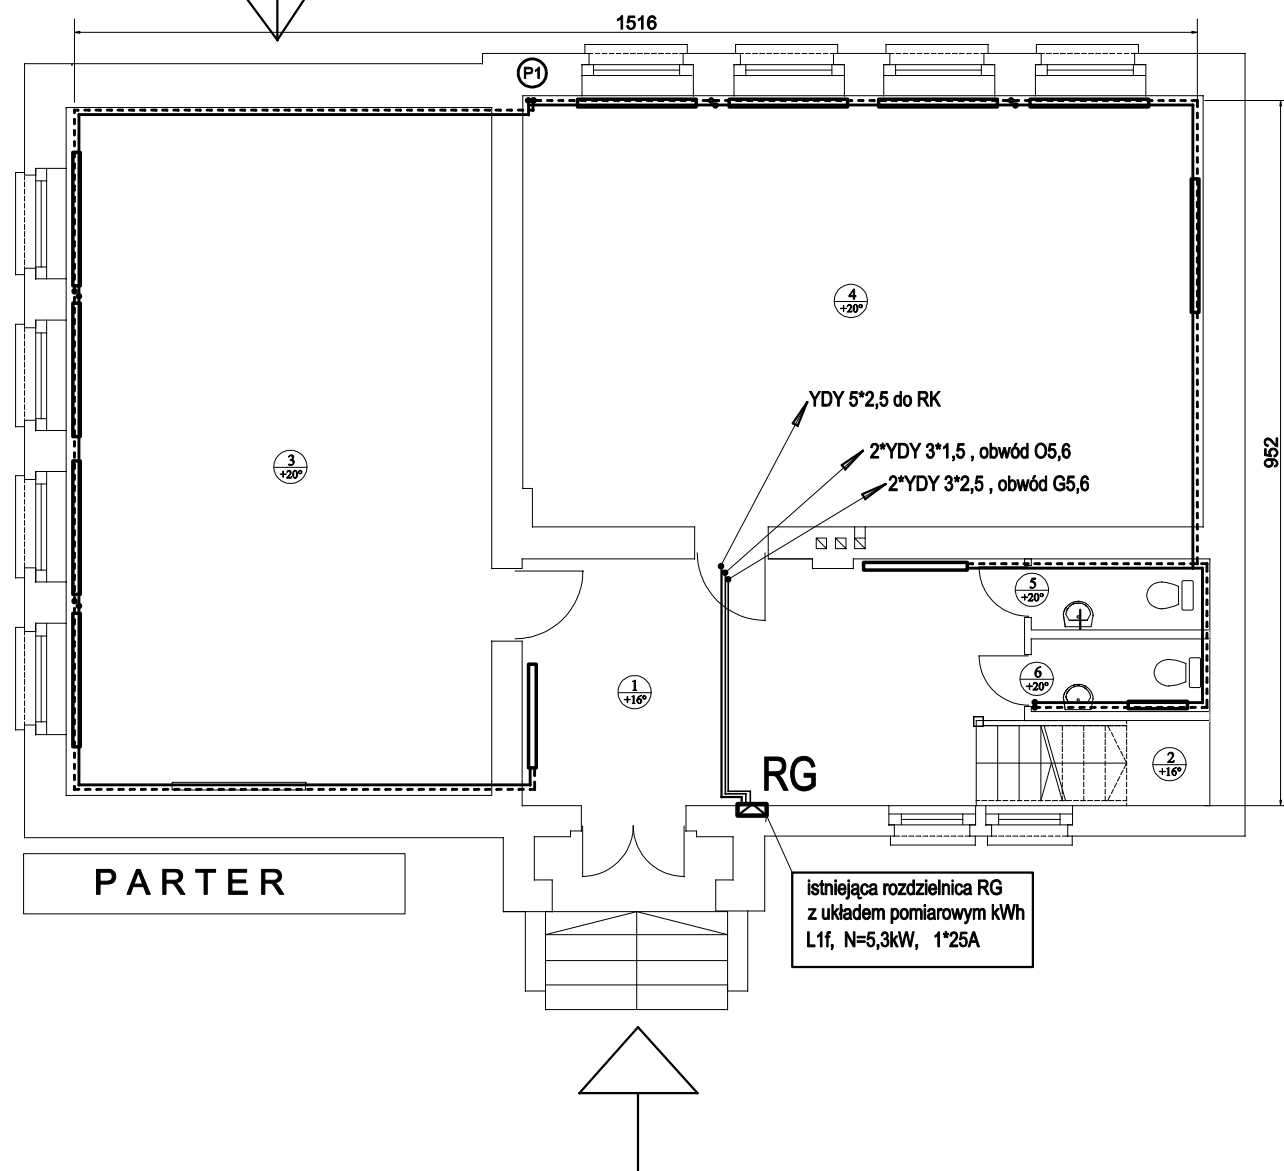 1516
P1
4
+20°
952
YDY 5*2,5 do RK
2*YDY 3*1,5 , obwód O5,6
3
+20°
2*YDY 3*2,5 , obwód G5,6
5
+20°
6
+20°
1
+16°
2
+16°
RG
PARTER
istniejąca rozdzielnica RG
z układem pomiarowym kWh
L1f, N=5,3kW, 1*25A